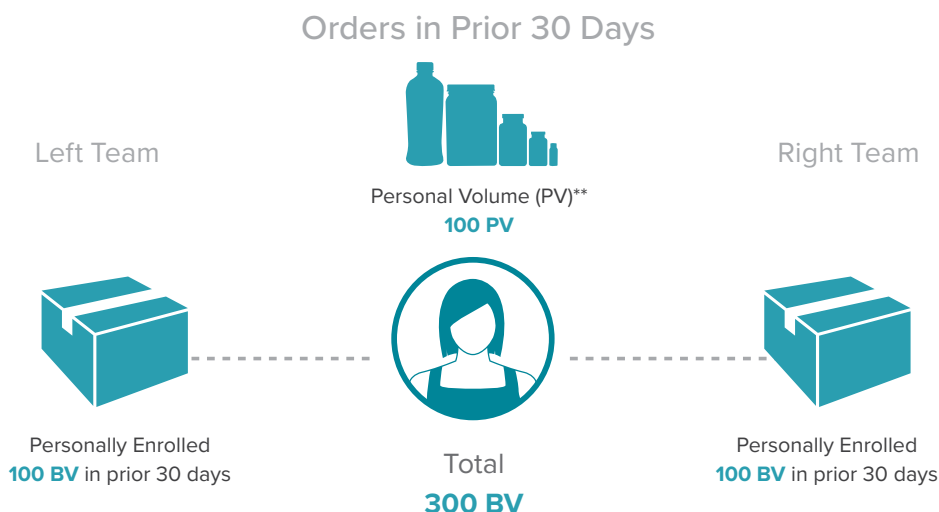 Orders in Prior 30 Days
Left Team
Right Team
Personal Volume (PV)**
100 PV
Personally Enrolled
100 BV in prior 30 days
Personally Enrolled
100 BV in prior 30 days
Total
300 BV